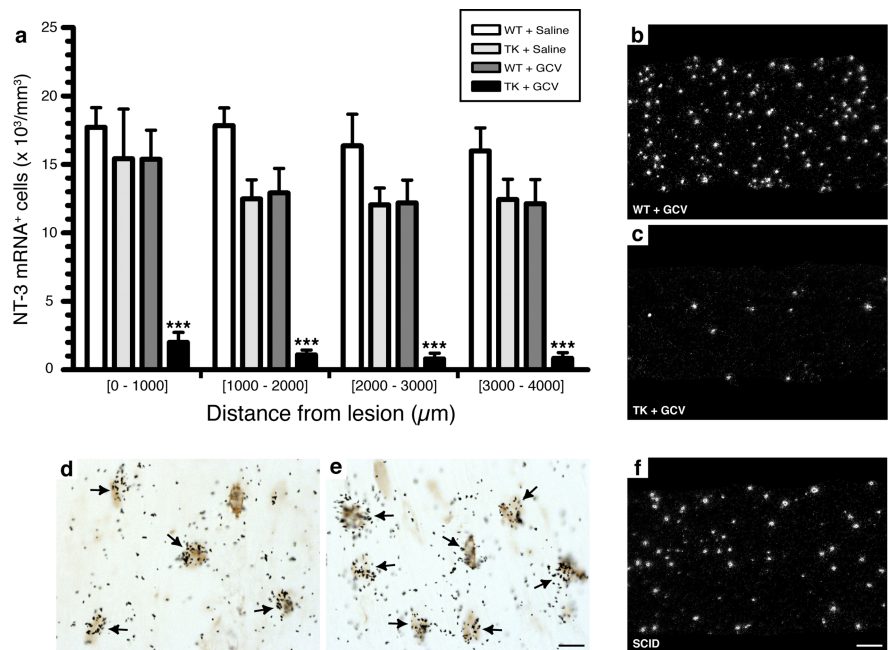 a
NT-3 mRNA⁺ cells (x 10³/mm³)
25
20
15
10
5
0
WT + Saline
TK + Saline
WT + GCV
TK + GCV
***
***
***
***
[0 - 1000]
[1000 - 2000]
[2000 - 3000]
[3000 - 4000]
Distance from lesion (µm)
b
WT + GCV
c
TK + GCV
d
e
f
SCID